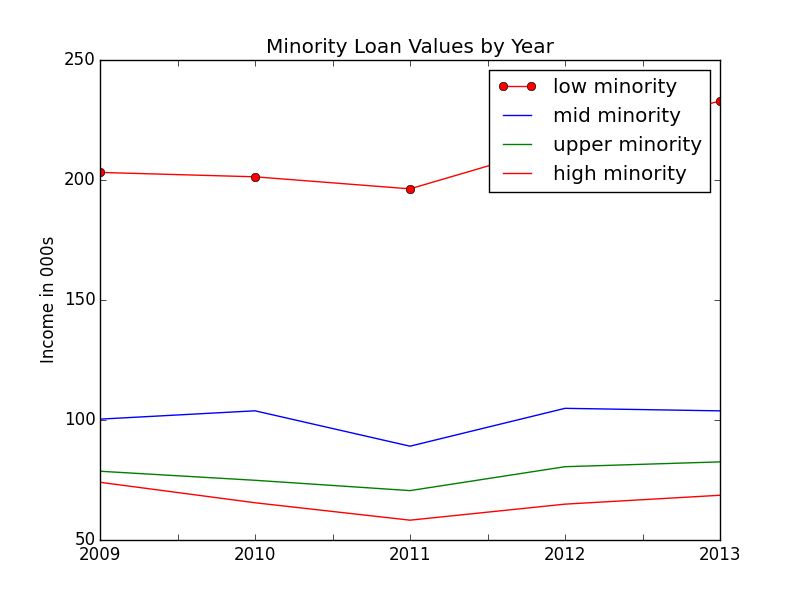 Minority Loan Values by Year
250
200
150
100
50
Income in 000s
low minority
mid minority
upper minority
high minority
2009 2010 2011 2012 2013